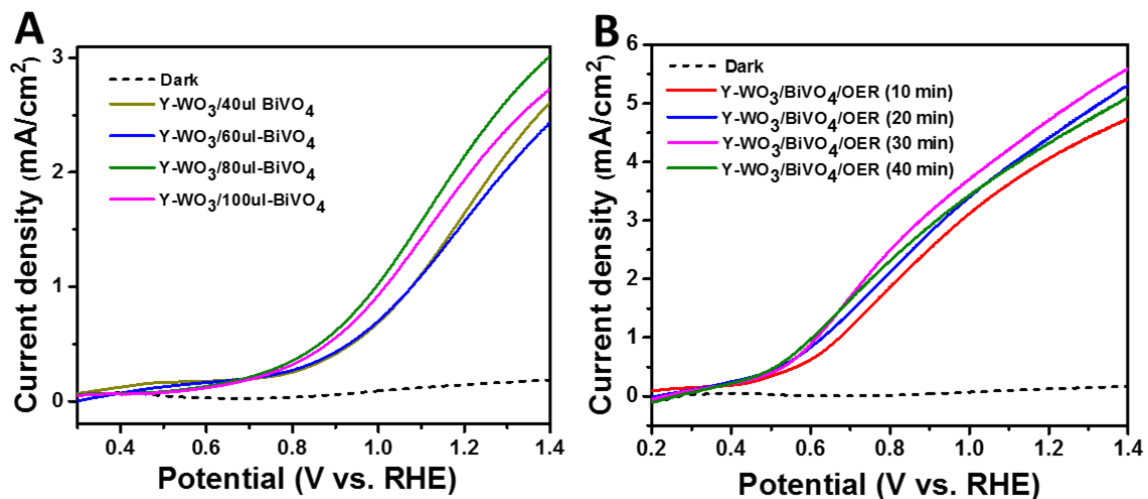 A
Current density (mA/cm²)
3
2
1
0
Dark
Y-WO₃/40ul BiVO₄
Y-WO₃/60ul-BiVO₄
Y-WO₃/80ul-BiVO₄
Y-WO₃/100ul-BiVO₄
0.4 0.6 0.8 1.0 1.2 1.4
Potential (V vs. RHE)
B
Current density (mA/cm²)
6
5
4
3
2
1
0
Dark
Y-WO₃/BiVO₄/OER (10 min)
Y-WO₃/BiVO₄/OER (20 min)
Y-WO₃/BiVO₄/OER (30 min)
Y-WO₃/BiVO₄/OER (40 min)
0.2 0.4 0.6 0.8 1.0 1.2 1.4
Potential (V vs. RHE)